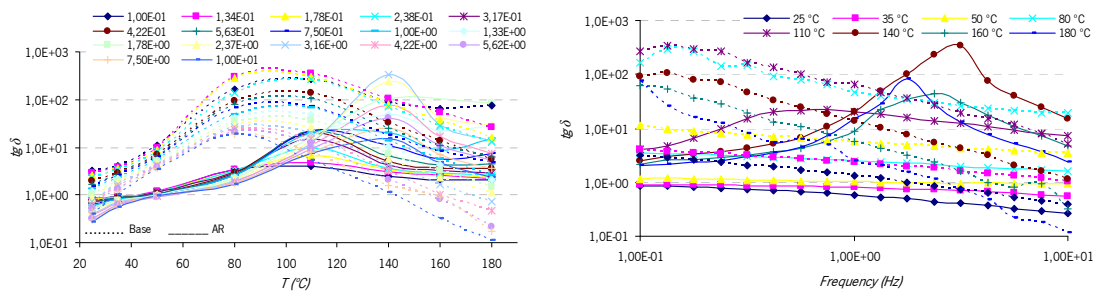 1,00E-01 1,34E-01 1,78E-01 2,38E-01 3,17E-01
4,22E-01 5,63E-01 7,50E-01 1,00E+00 1,33E+00
1,78E+00 2,37E+00 3,16E+00 4,22E+00 5,62E+00
7,50E+00 1,00E+01
1,0E+03
1,0E+02
1,0E+01
1,0E+00
1,0E-01
tg δ
Base AR
20 40 60 80 100 120 140 160 180
T (°C)
25 °C 35 °C 50 °C 80 °C
110 °C 140 °C 160 °C 180 °C
1,0E+03
1,0E+02
1,0E+01
1,0E+00
1,0E-01
tg δ
1,00E-01 1,00E+00 1,00E+01
Frequency (Hz)